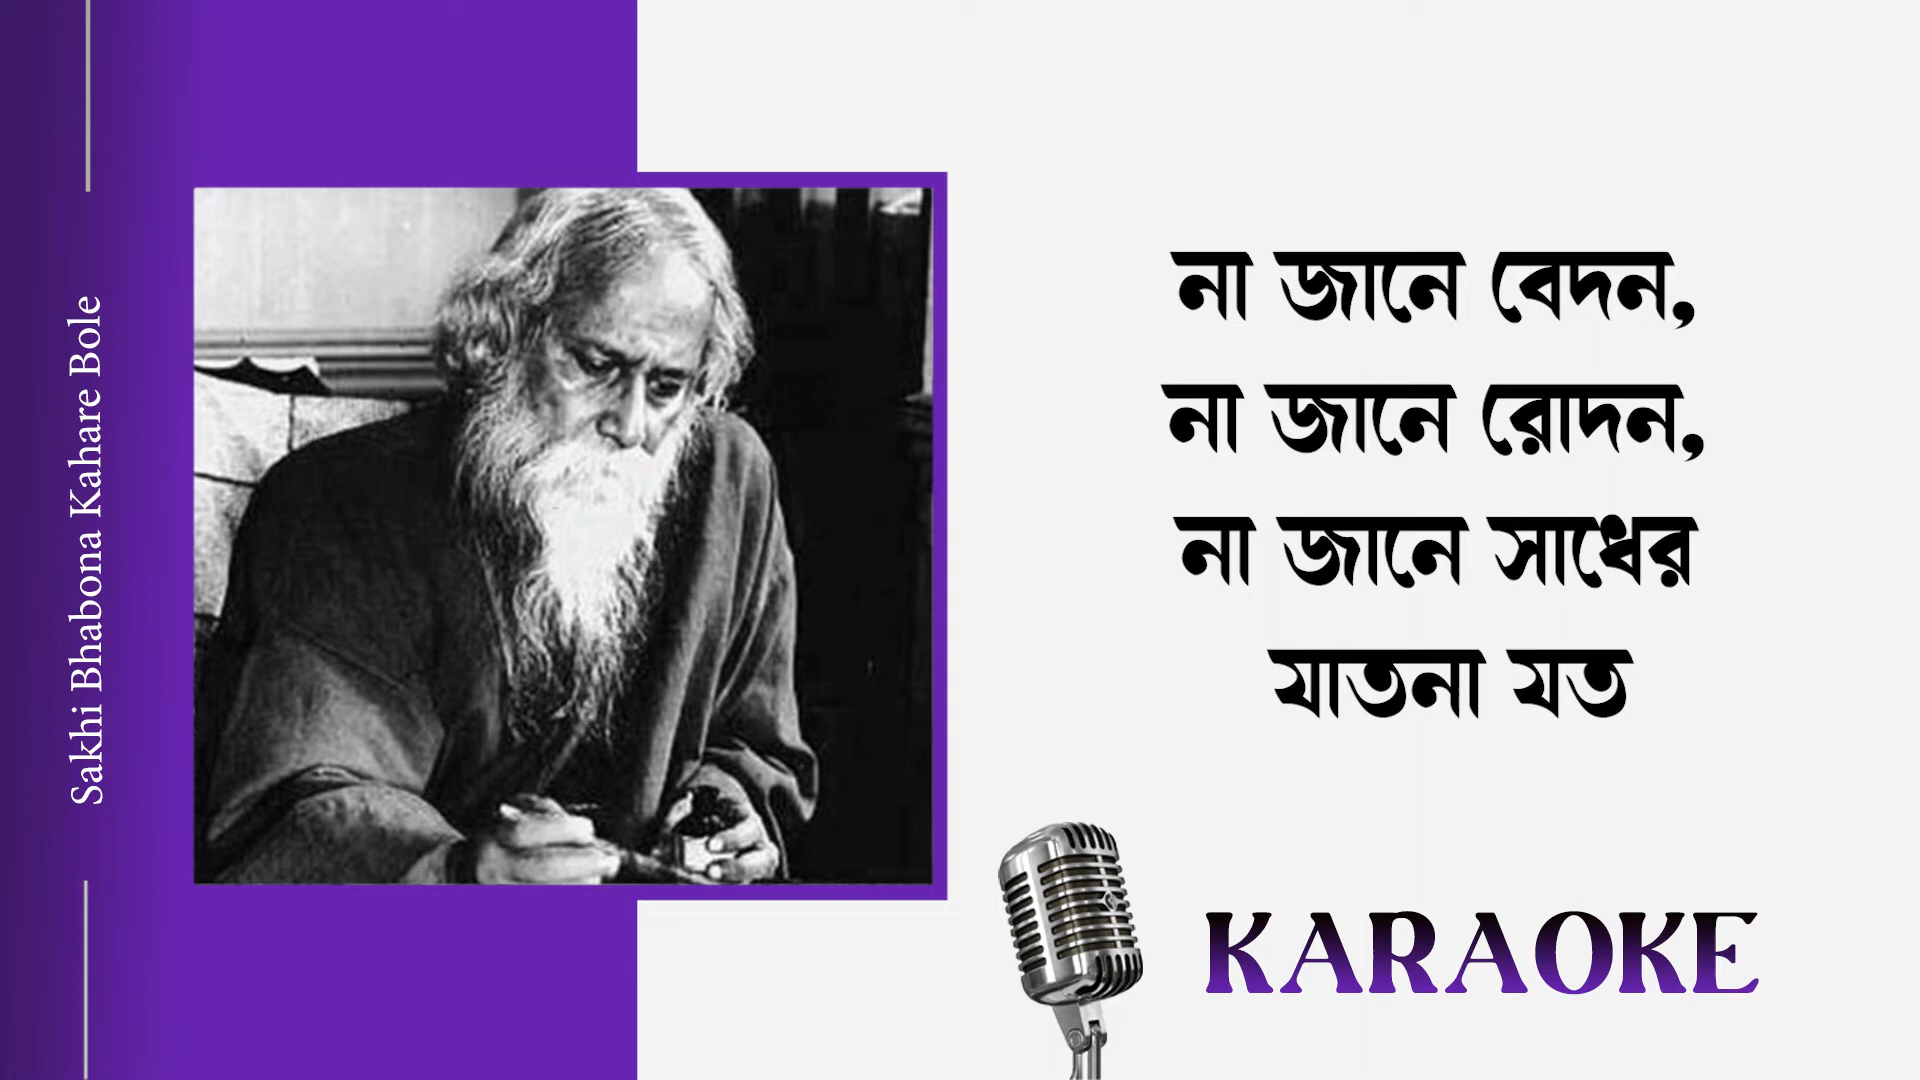 Sakhi Bhabona Kahare Bole
না জানে বেদন,
না জানে রোদন,
না জানে সাধের
যাতনা যত
KARAOKE